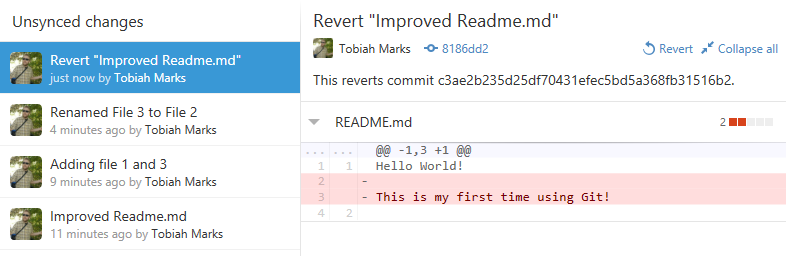 Unsynced changes
Revert "Improved Readme.md"
just now by Tobiah Marks
Renamed File 3 to File 2
4 minutes ago by Tobiah Marks
Adding file 1 and 3
9 minutes ago by Tobiah Marks
Improved Readme.md
11 minutes ago by Tobiah Marks
Revert "Improved Readme.md"
Tobiah Marks 8186dd2 Revert Collapse all
This reverts commit c3ae2b235d25df70431efec5bd5a368fb31516b2.
README.md 2
... ... @@ -1,3 +1 @@
1 1 Hello World!
2 -
3 - This is my first time using Git!
4 2